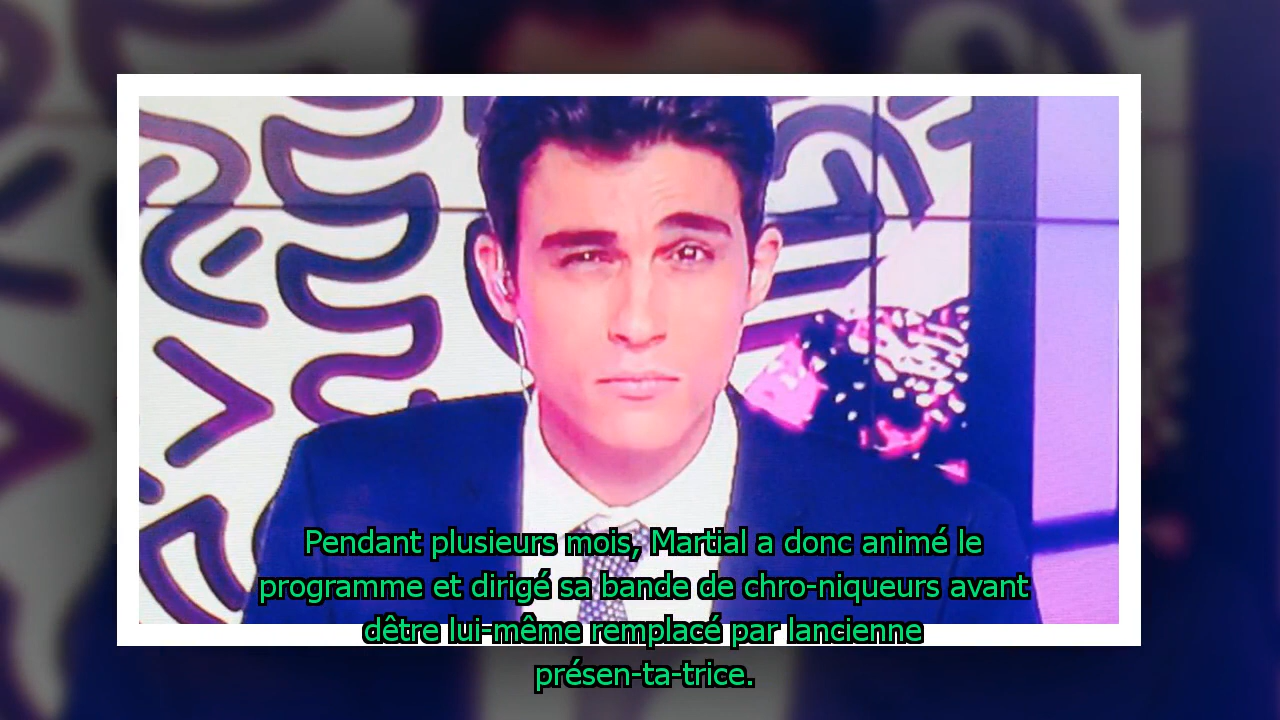 Pendant plusieurs mois, Martial a donc animé le
programme et dirigé sa bande de chro-niqueurs avant
dêtre lui-même remplacé par lancienne
présen-ta-trice.